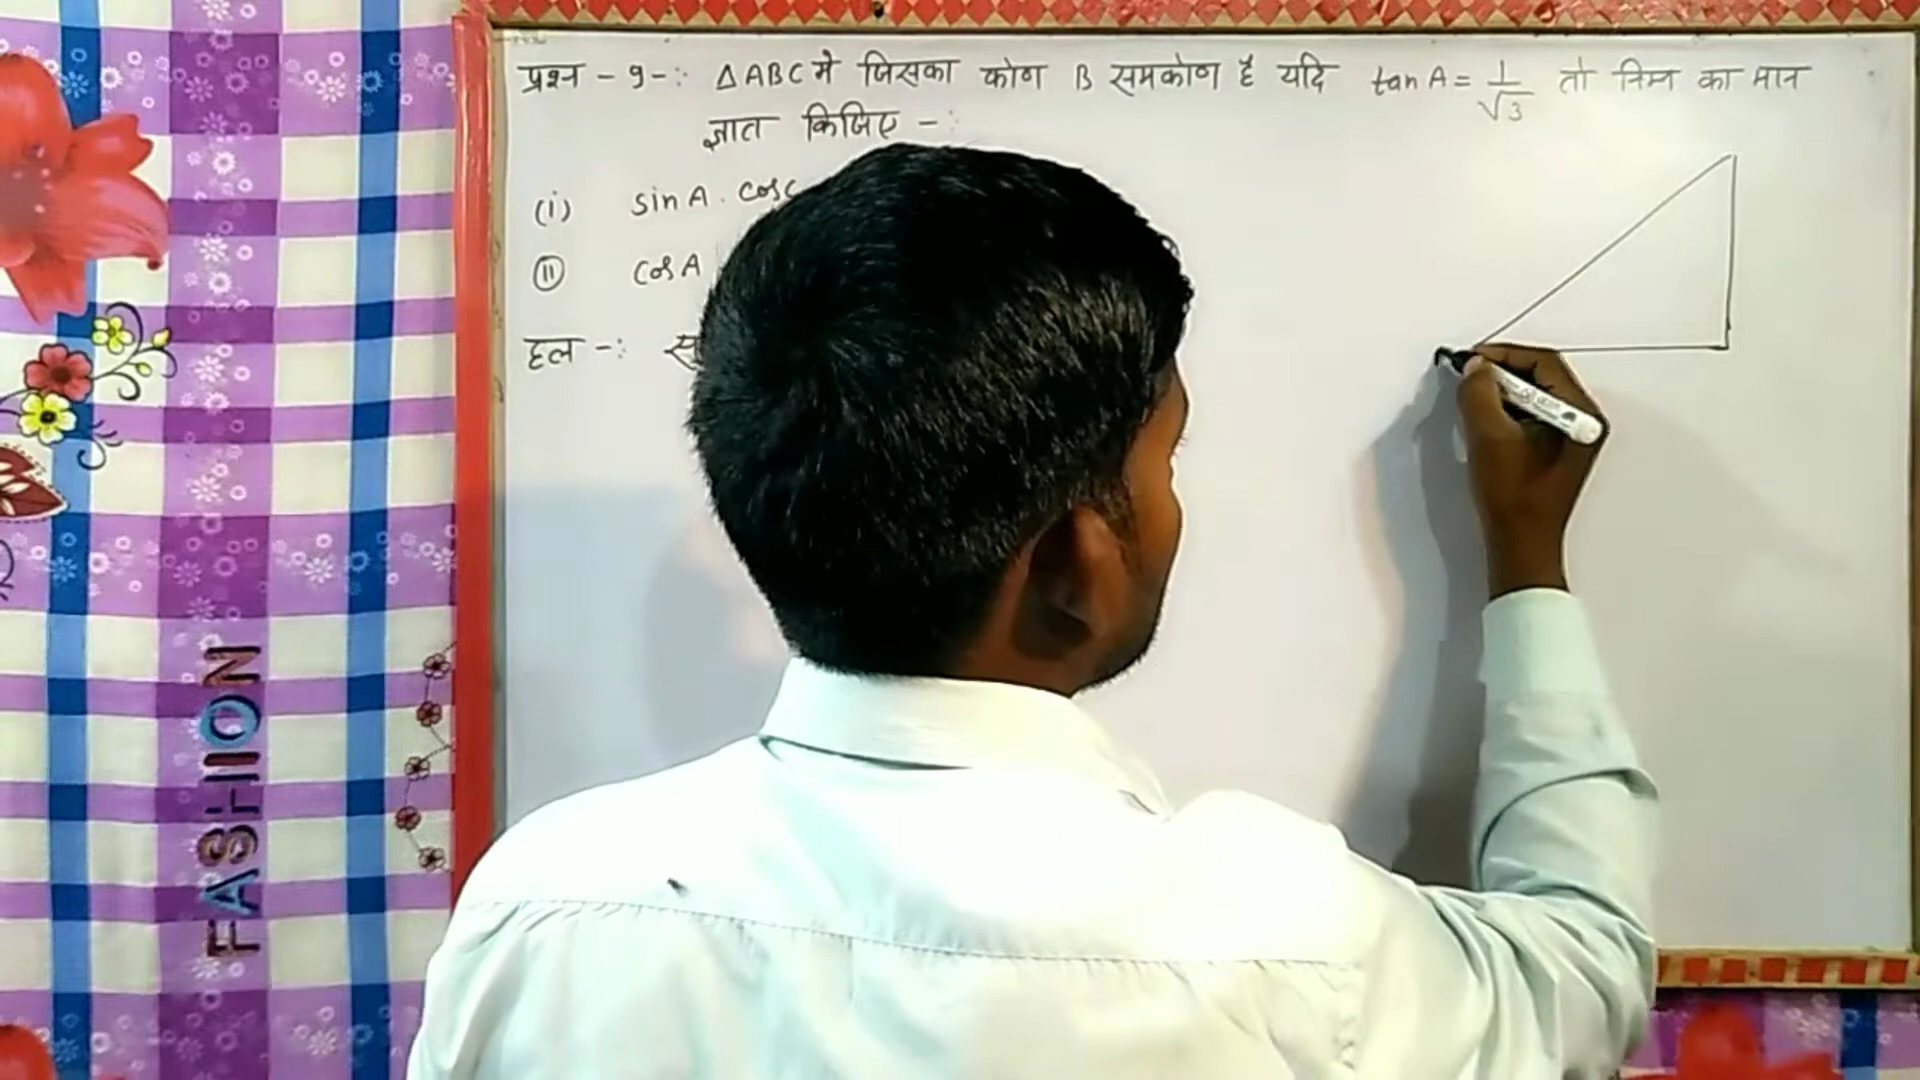 प्रश्न - 9 -: ΔABC मे जिसका कोण B समकोण है यदि tan A = 1/√3 तो निम्न का मान
ज्ञात किजिए -:
(i) sin A . cos C
(ii) cos A
हल -:
FASHION